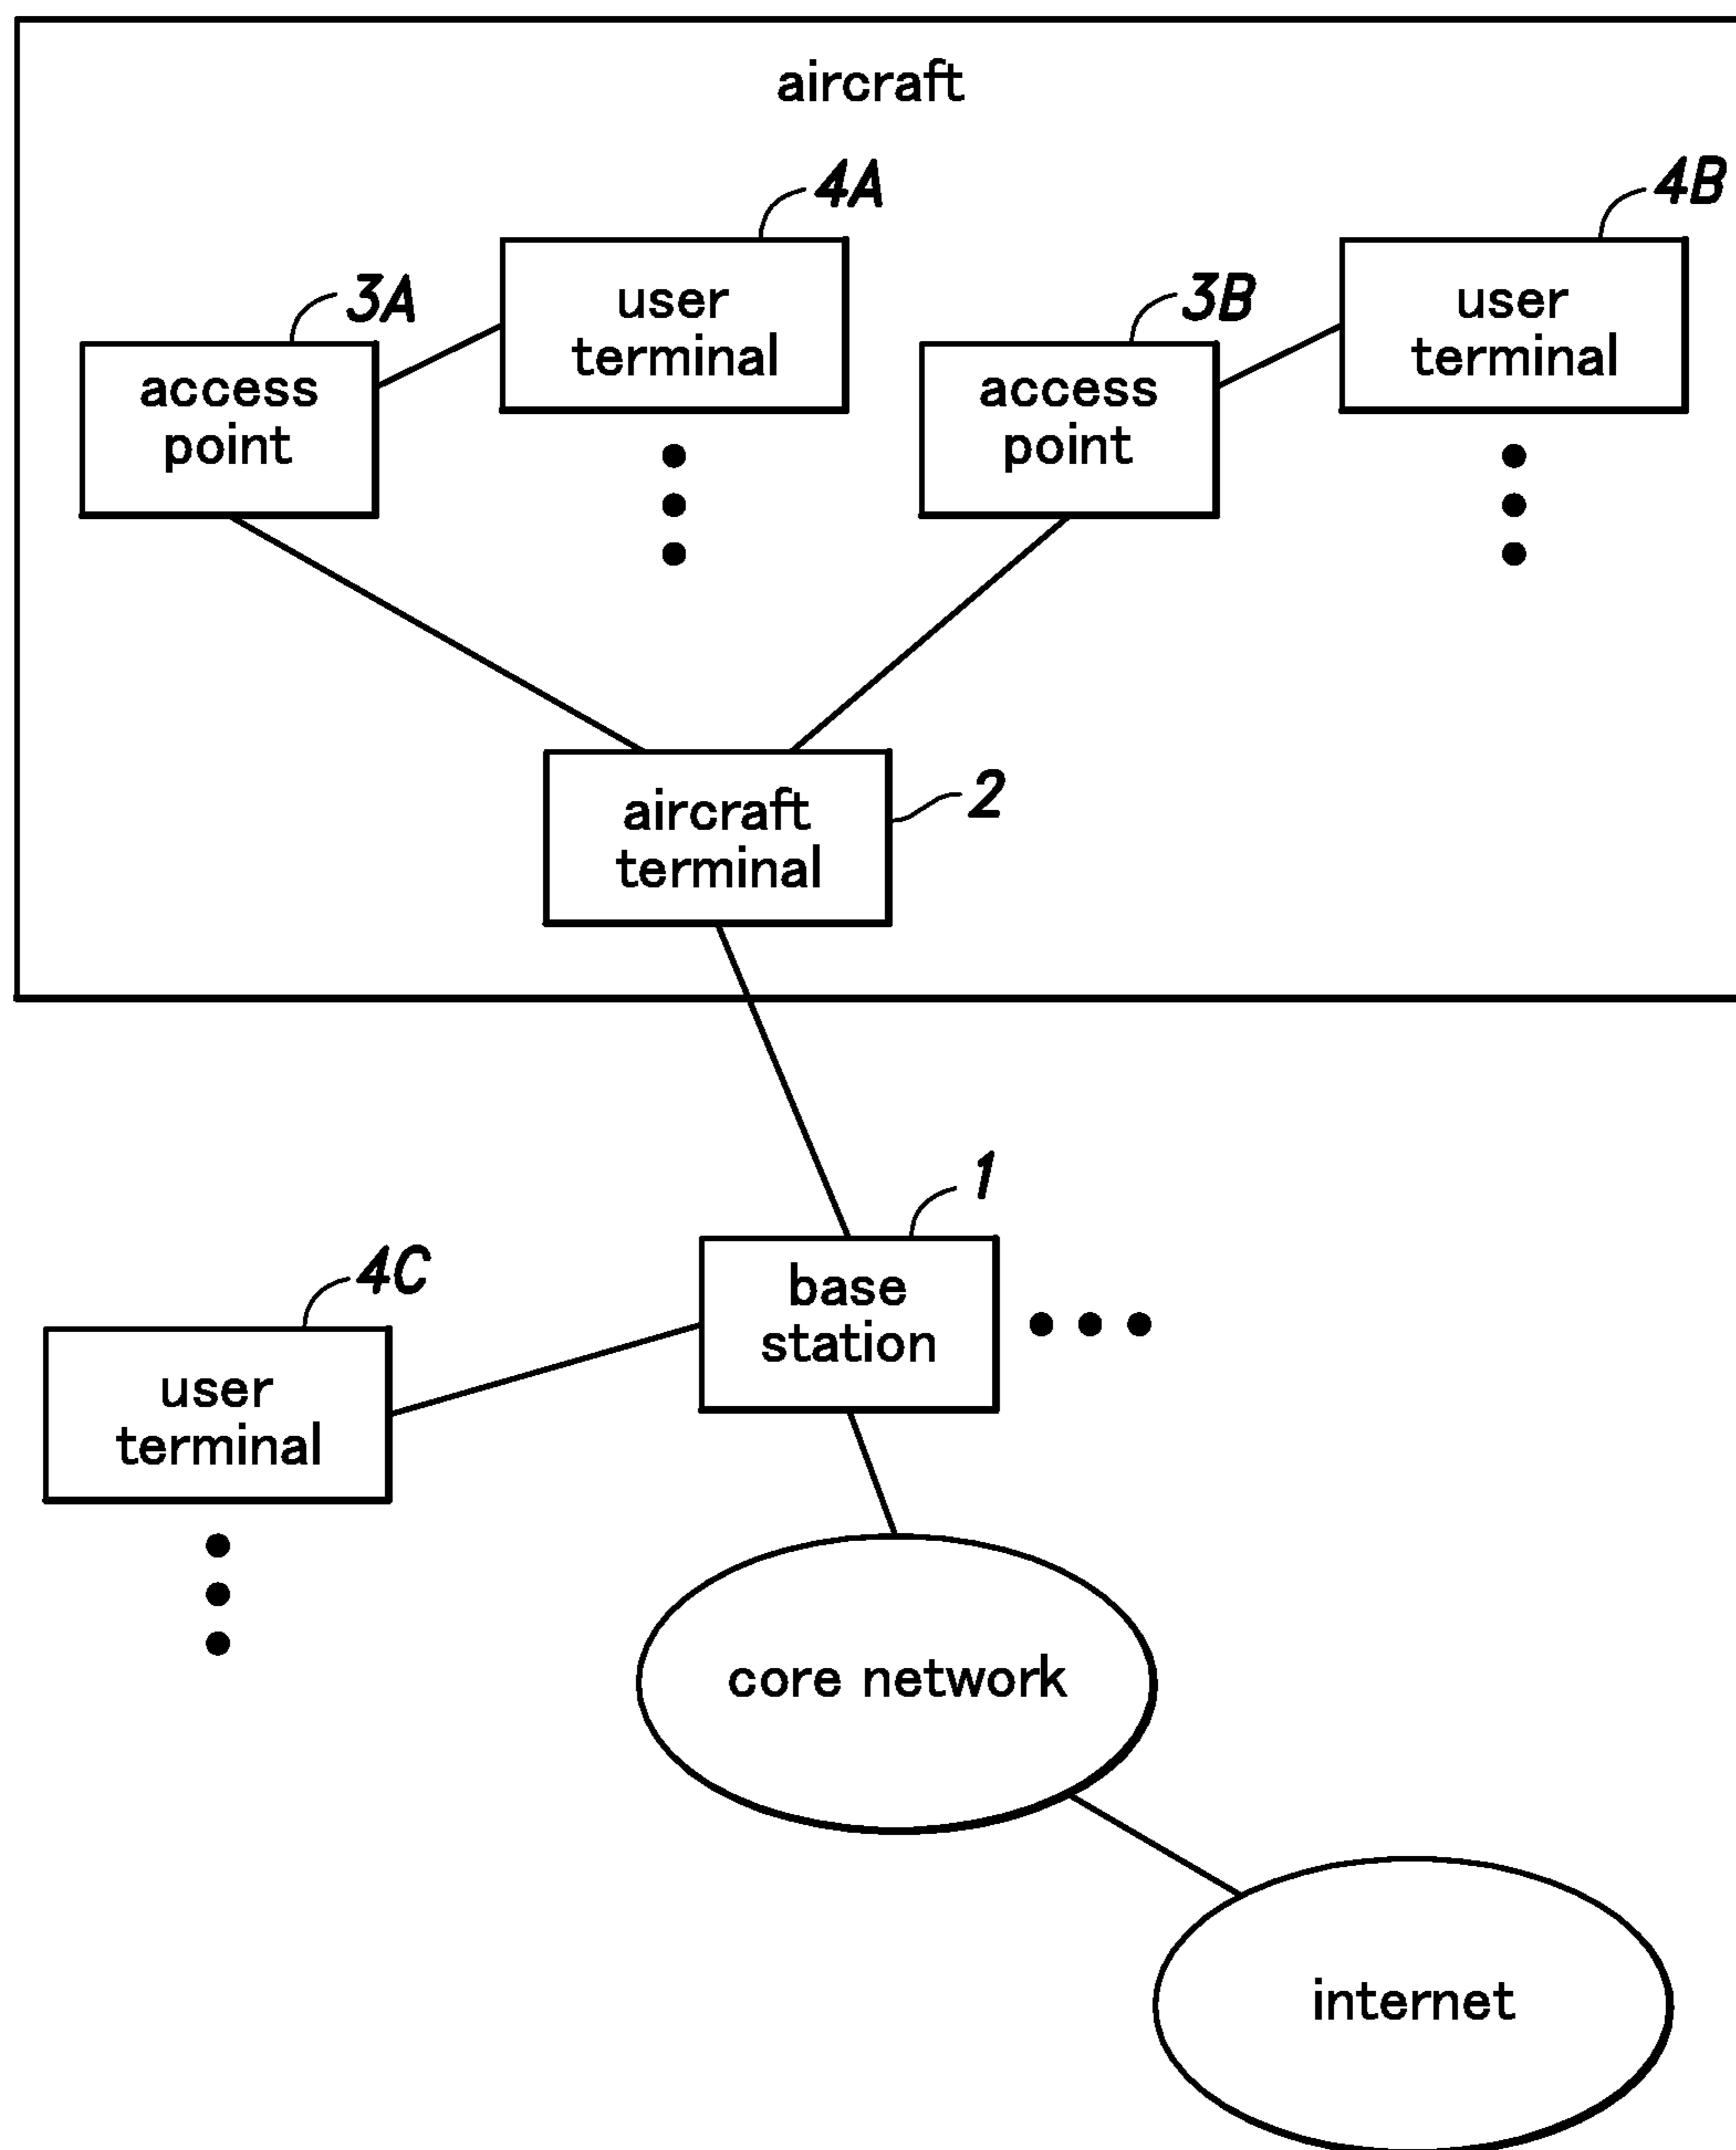 aircraft
4A
4B
user
terminal
3A
3B
user
terminal
access
point
access
point
aircraft
terminal
2
1
base
station
4C
user
terminal
core network
internet